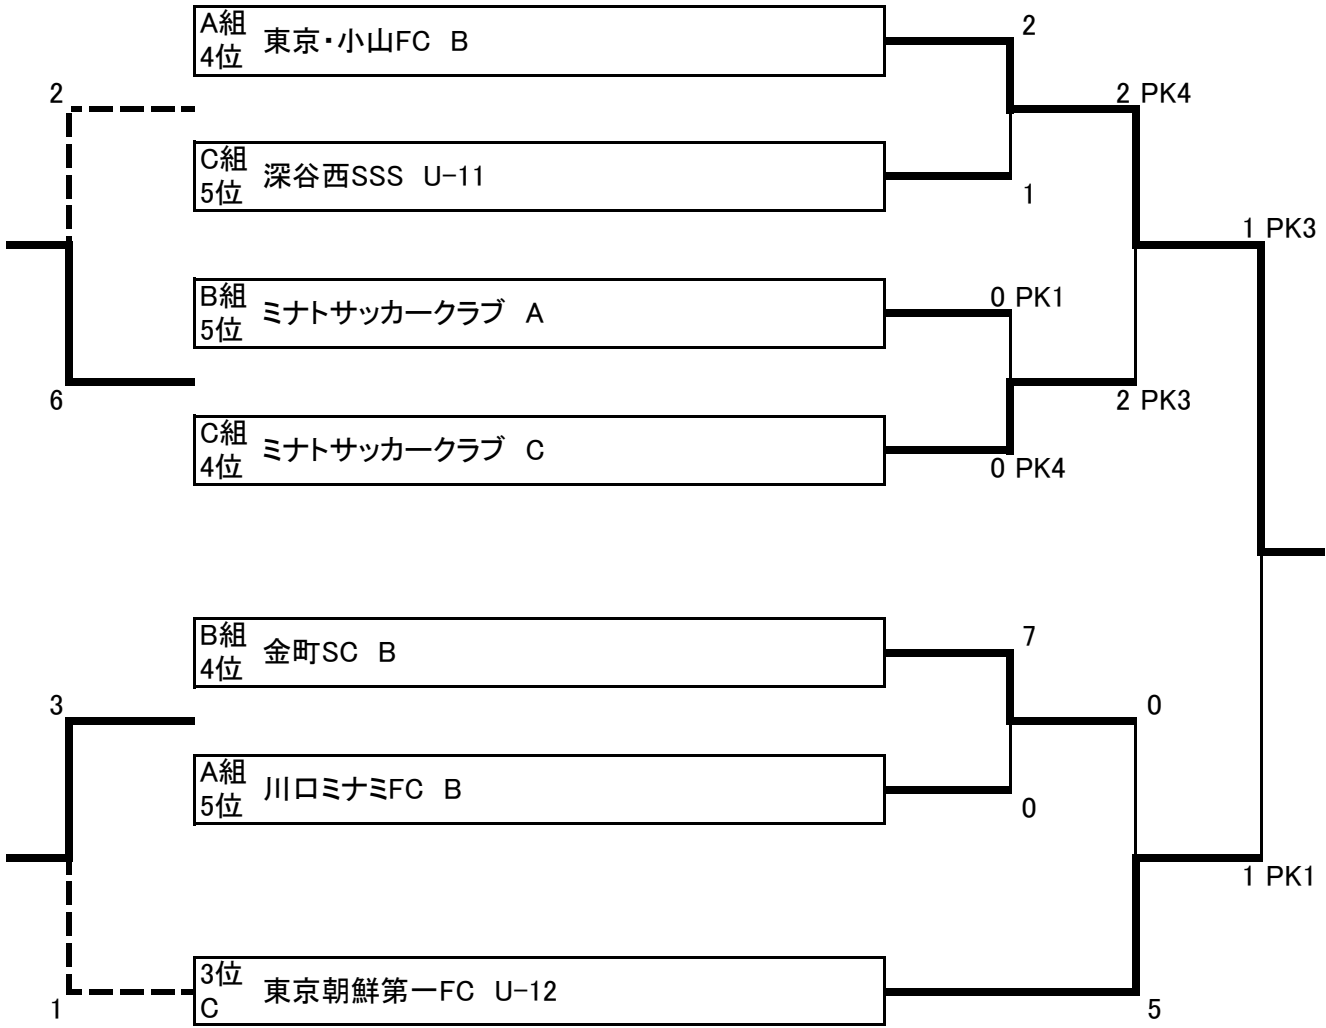 A組
4位
東京・小山FC B
2
2
2 PK4
C組
5位
深谷西SSS U-11
1
1 PK3
B組
5位
ミナトサッカークラブ A
0 PK1
6
2 PK3
C組
4位
ミナトサッカークラブ C
0 PK4
B組
4位
金町SC B
7
3
0
A組
5位
川口ミナミFC B
0
1 PK1
3位
C
東京朝鮮第一FC U-12
1
5